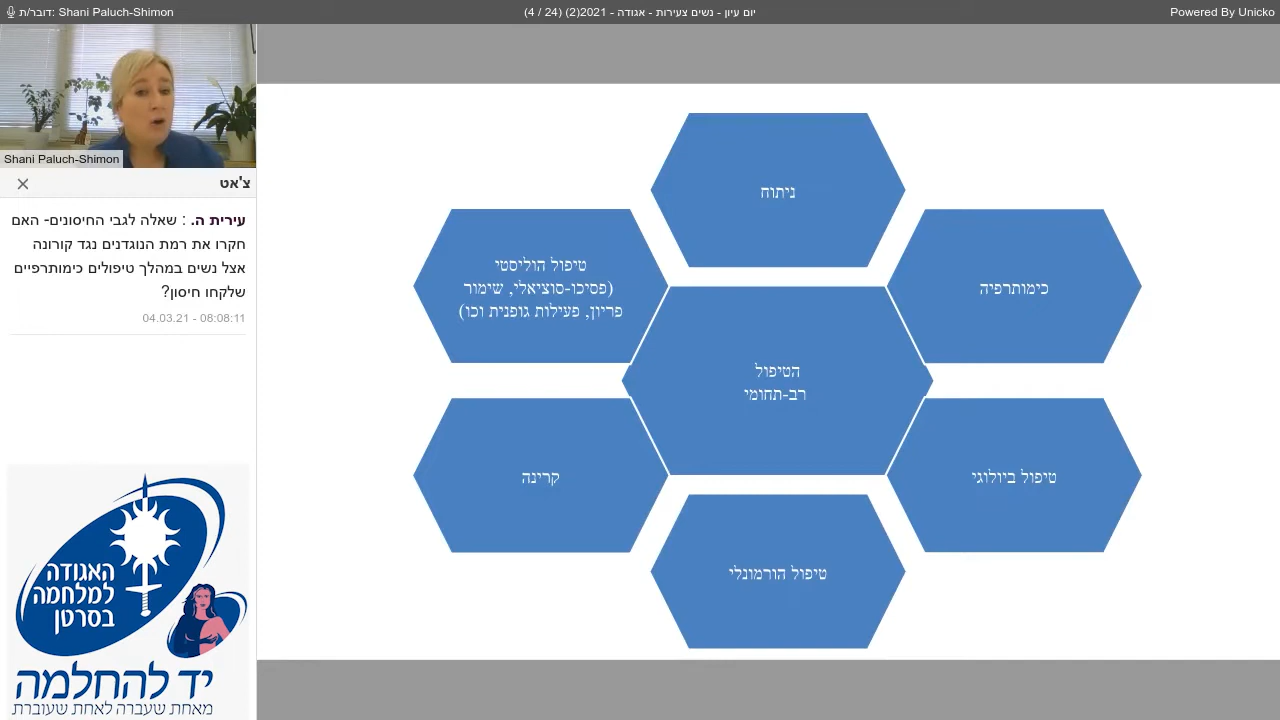 דובר/ת: Shani Paluch-Shimon
יום עיון - נשים צעירות - אגודה - 2021(2) (24 / 4)
Powered By Unicko
Shani Paluch-Shimon
צ'אט
עירית ה. : שאלה לגבי החיסונים- האם
חקרו את רמת הנוגדנים נגד קורונה
אצל נשים במהלך טיפולים כימותרפיים
שלקחו חיסון?
04.03.21 - 08:08:11
האגודה
למלחמה
בסרטן
יד להחלמה
מאחת שעברה לאחת שעוברת
ניתוח
כימותרפיה
טיפול הוליסטי
(פסיכו-סוציאלי, שימור
פריון, פעילות גופנית וכו)
הטיפול
רב-תחומי
קרינה
טיפול ביולוגי
טיפול הורמונלי